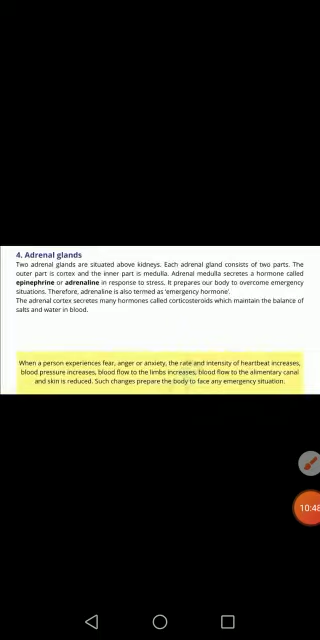 4. Adrenal glands
Two adrenal glands are situated above kidneys. Each adrenal gland consists of two parts. The
outer part is cortex and the inner part is medulla. Adrenal medulla secretes a hormone called
epinephrine or adrenaline in response to stress. It prepares our body to overcome emergency
situations. Therefore, adrenaline is also termed as 'emergency hormone'.
The adrenal cortex secretes many hormones called corticosteroids which maintain the balance of
salts and water in blood.
When a person experiences fear, anger or anxiety, the rate and intensity of heartbeat increases,
blood pressure increases, blood flow to the limbs increases, blood flow to the alimentary canal
and skin is reduced. Such changes prepare the body to face any emergency situation.
10:48